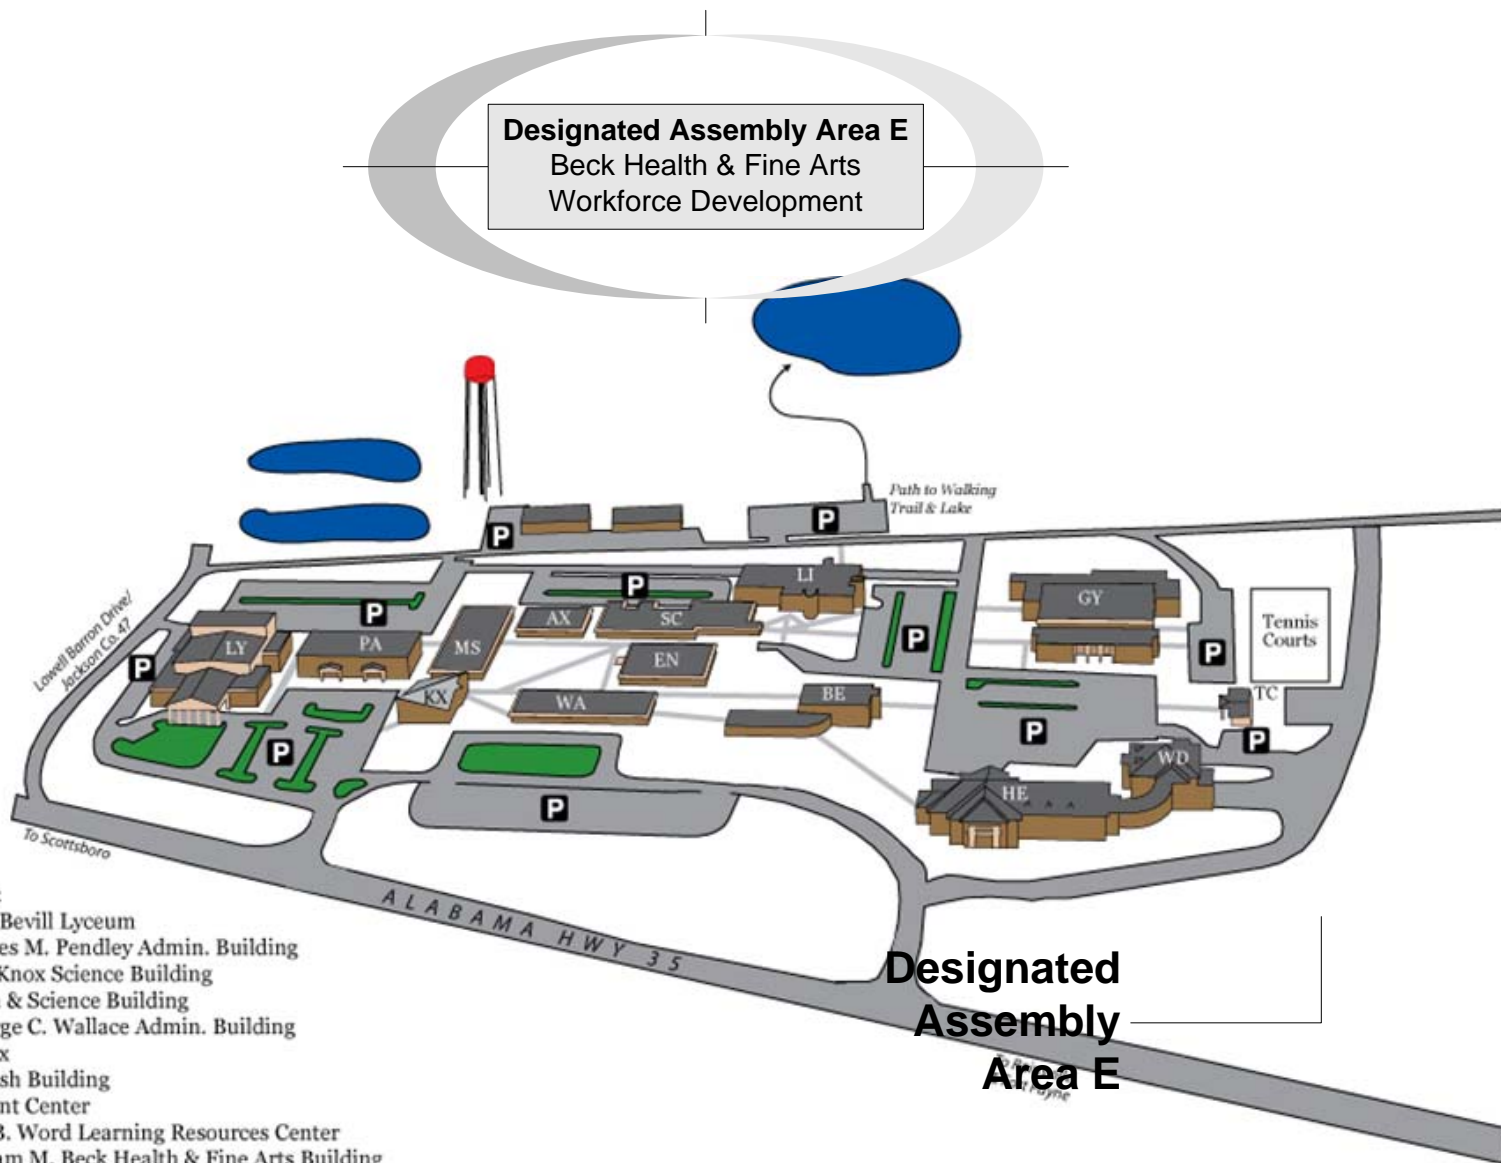 Designated Assembly Area E
Beck Health & Fine Arts
Workforce Development
Path to Walking
Trail & Lake
P
P
LI
P
GY
P
Lowell Barron Drive/
Jackson Co. 47
AX
SC
Tennis
Courts
LY
PA
MS
P
P
P
EN
KX
WA
BE
TC
P
P
P
WD
HE
P
To Scottsboro
ALABAMA HWY 35
Designated
Assembly
Area E
Payne
Bevill Lyceum
es M. Pendley Admin. Building
Knox Science Building
& Science Building
ge C. Wallace Admin. Building
x
sh Building
nt Center
B. Word Learning Resources Center
am M. Beck Health & Fine Arts Building